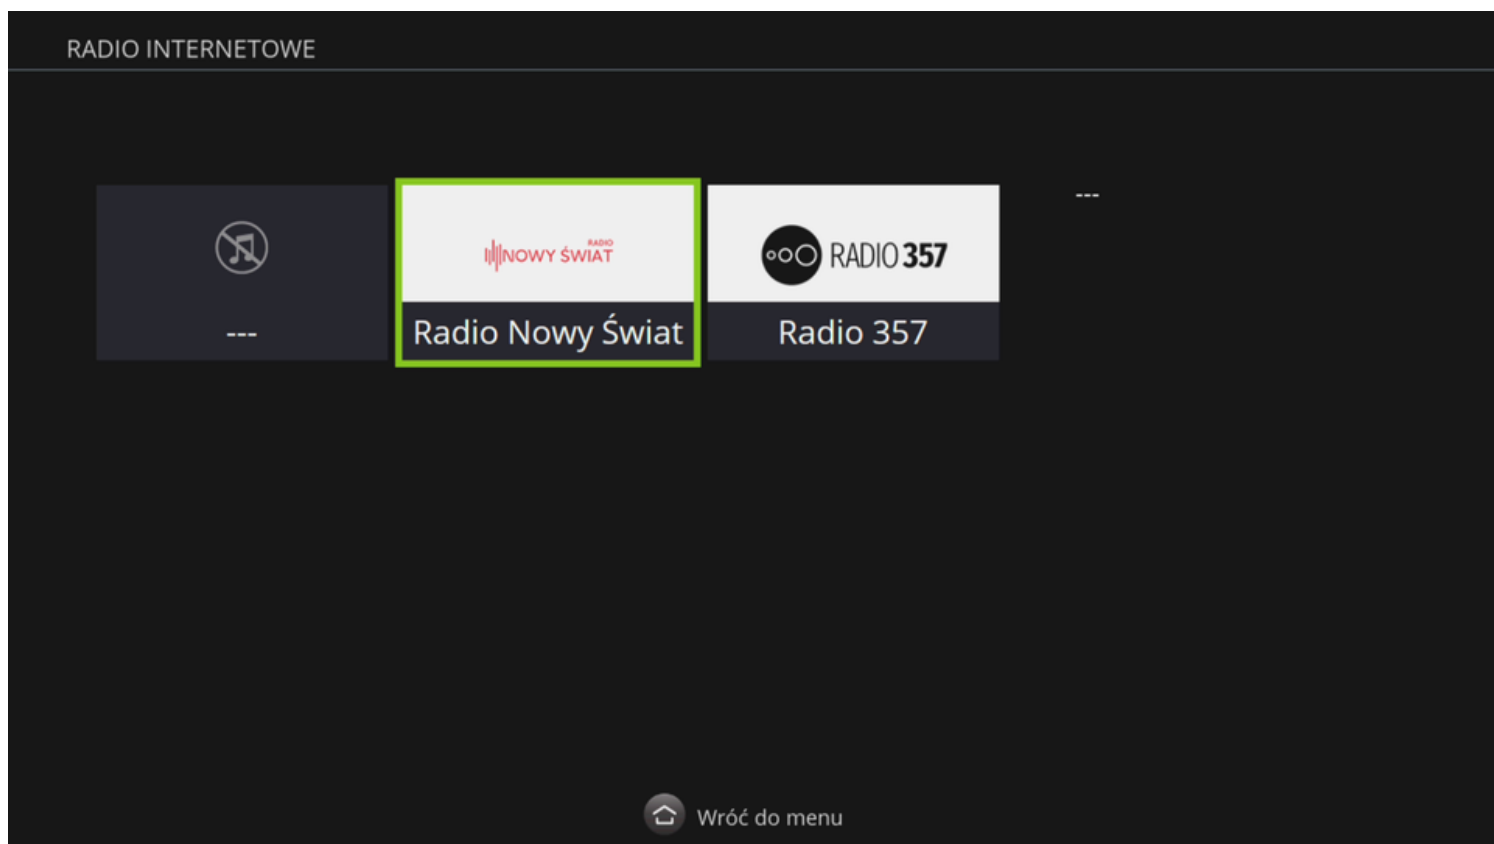 RADIO INTERNETOWE
---
RADIO
NOWY ŚWIAT
RADIO 357
---
Radio Nowy Świat
Radio 357
Wróć do menu